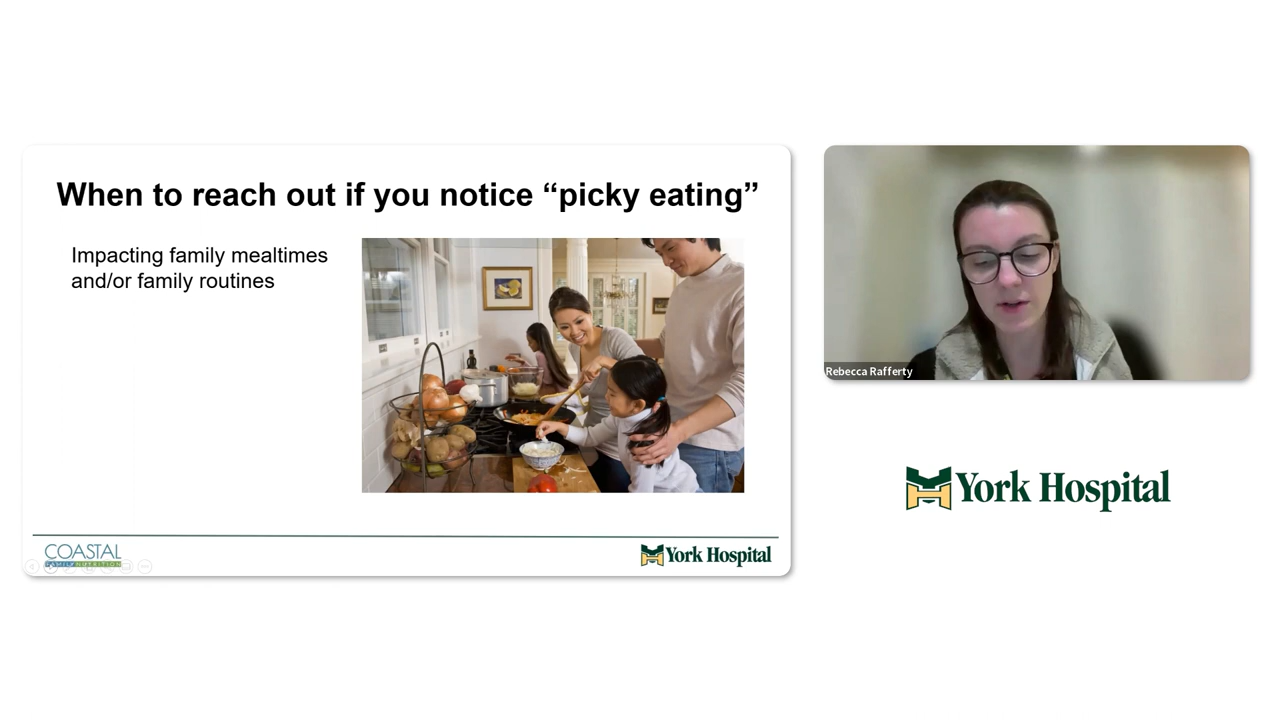 When to reach out if you notice “picky eating”
Impacting family mealtimes
and/or family routines
COASTAL
FAMILY NUTRITION
York Hospital
Rebecca Rafferty
York Hospital